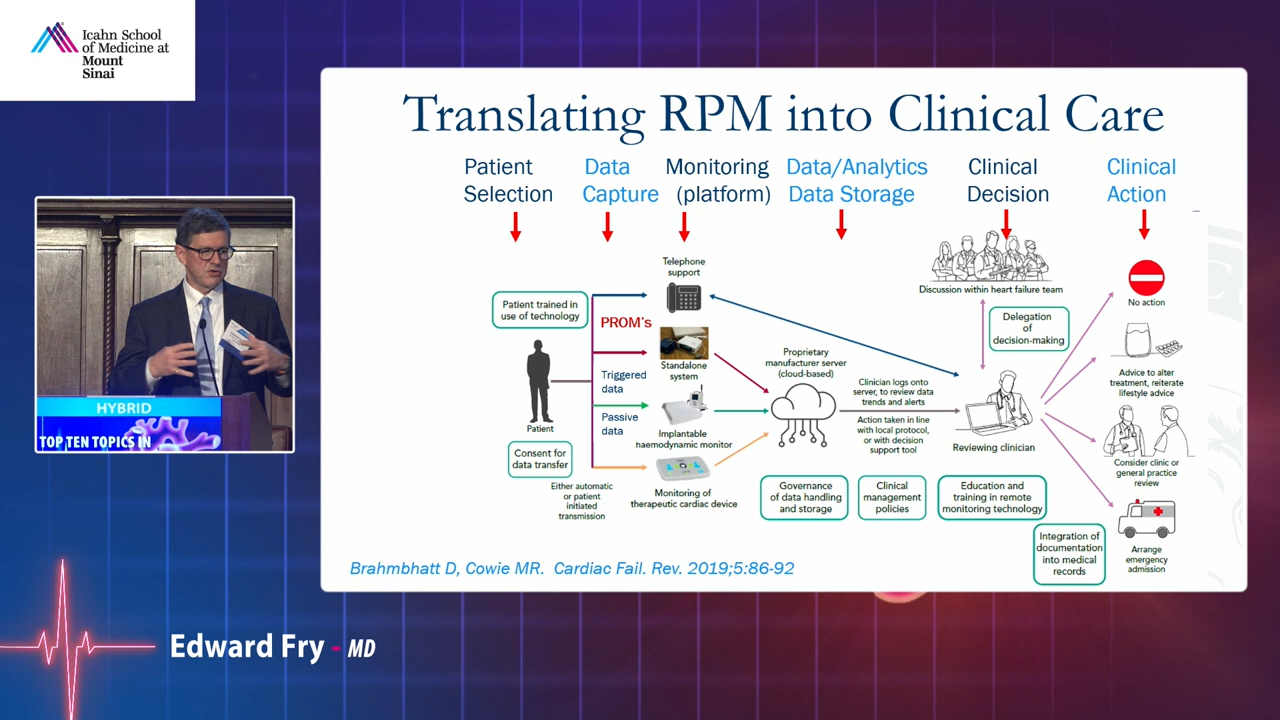 Icahn School
of Medicine at
Mount
Sinai
Translating RPM into Clinical Care
Patient
Selection
Data
Capture
Monitoring
(platform)
Data/Analytics
Data Storage
Clinical
Decision
Clinical
Action
Telephone
support
Patient trained in
use of technology
PROM's
Standalone
system
Triggered
data
Passive
data
Patient
Implantable
haemodynamic monitor
Consent for
data transfer
Either automatic
or patient
initiated
transmission
Monitoring of
therapeutic cardiac device
Proprietary
manufacturer server
(cloud-based)
Clinician logs onto
server, to review data
trends and alerts
Action taken in line
with local protocol,
or with decision
support tool
Governance
of data handling
and storage
Clinical
management
policies
Discussion within heart failure team
Delegation
of
decision-making
Reviewing clinician
Education and
training in remote
monitoring technology
Integration of
documentation
into medical
records
No action
Advice to alter
treatment, reiterate
lifestyle advice
Consider clinic or
general practice
review
Arrange
emergency
admission
Brahmbhatt D, Cowie MR. Cardiac Fail. Rev. 2019;5:86-92
HYBRID
TOP TEN TOPICS IN
Edward Fry - MD